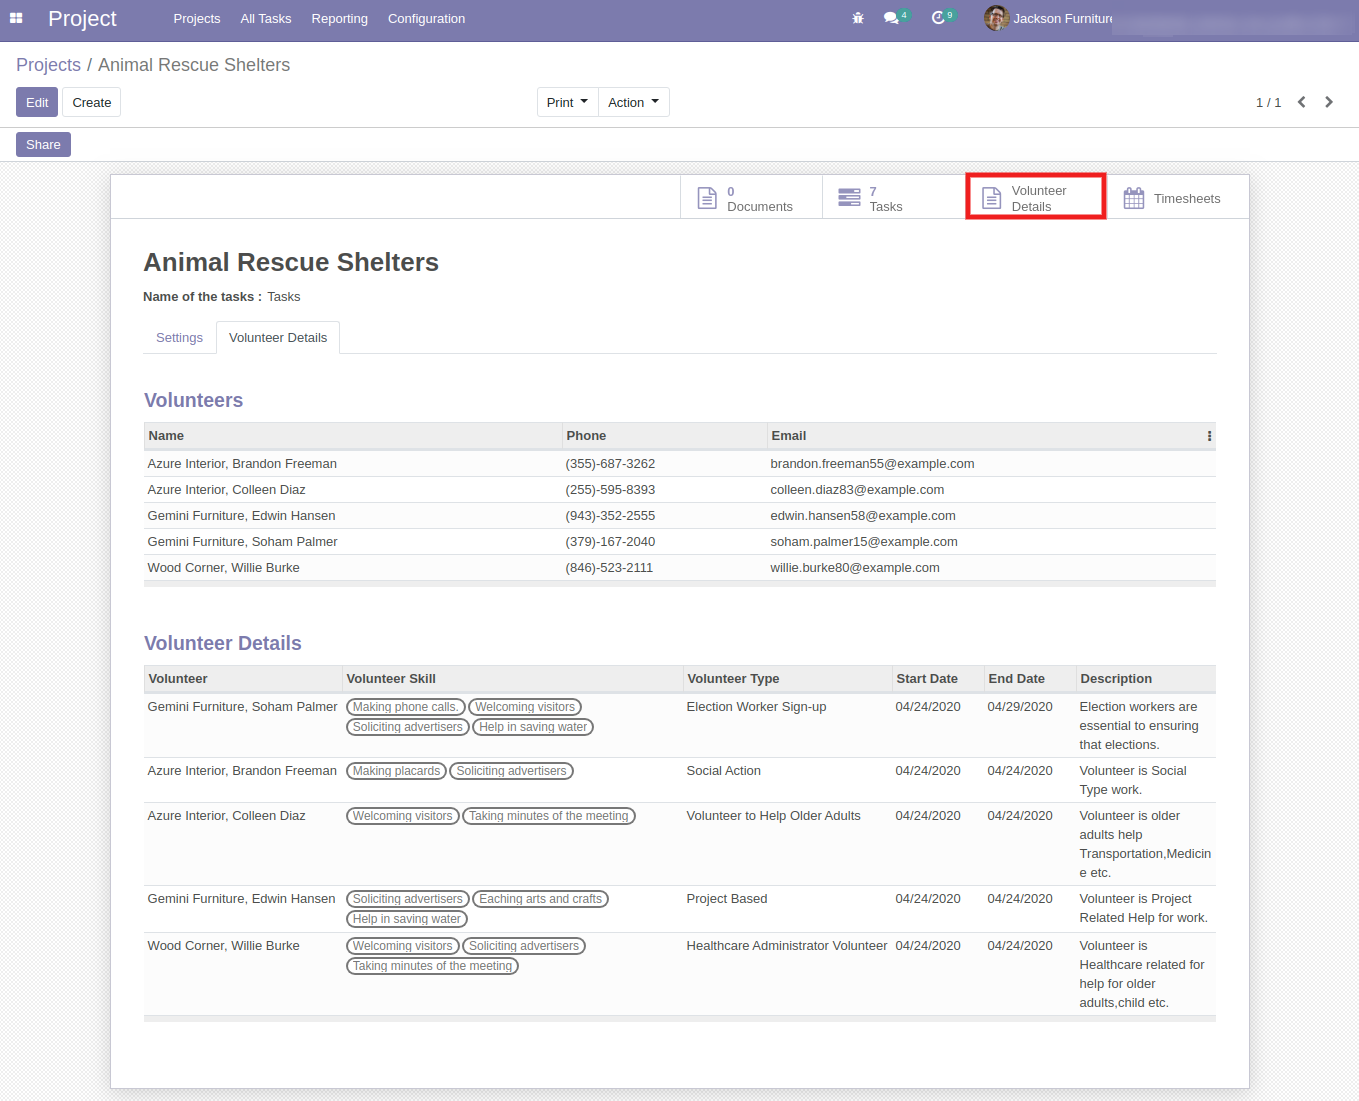 Project Projects All Tasks Reporting Configuration 4 9 Jackson Furniture
Projects / Animal Rescue Shelters
Edit Create Print Action 1 / 1
Share
0 Documents 7 Tasks Volunteer Details Timesheets
Animal Rescue Shelters
Name of the tasks : Tasks
Settings Volunteer Details
Volunteers
Name Phone Email
Azure Interior, Brandon Freeman (355)-687-3262 brandon.freeman55@example.com
Azure Interior, Colleen Diaz (255)-595-8393 colleen.diaz83@example.com
Gemini Furniture, Edwin Hansen (943)-352-2555 edwin.hansen58@example.com
Gemini Furniture, Soham Palmer (379)-167-2040 soham.palmer15@example.com
Wood Corner, Willie Burke (846)-523-2111 willie.burke80@example.com
Volunteer Details
Volunteer Volunteer Skill Volunteer Type Start Date End Date Description
Gemini Furniture, Soham Palmer Making phone calls. Welcoming visitors Election Worker Sign-up 04/24/2020 04/29/2020 Election workers are
Soliciting advertisers Help in saving water essential to ensuring
that elections.
Azure Interior, Brandon Freeman Making placards Soliciting advertisers Social Action 04/24/2020 04/24/2020 Volunteer is Social
Type work.
Azure Interior, Colleen Diaz Welcoming visitors Taking minutes of the meeting Volunteer to Help Older Adults 04/24/2020 04/24/2020 Volunteer is older
adults help
Transportation,Medicin
e etc.
Gemini Furniture, Edwin Hansen Soliciting advertisers Eaching arts and crafts Project Based 04/24/2020 04/24/2020 Volunteer is Project
Help in saving water Related Help for work.
Wood Corner, Willie Burke Welcoming visitors Soliciting advertisers Healthcare Administrator Volunteer 04/24/2020 04/24/2020 Volunteer is
Taking minutes of the meeting Healthcare related for
help for older
adults,child etc.